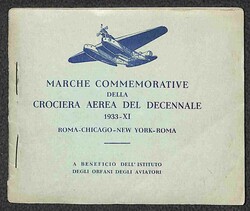 MARCHE COMMEMORATIVE
DELLA
CROCIERA AEREA DEL DECENNALE
1933-XI
ROMA-CHICAGO-NEW YORK-ROMA
A BENEFICIO DELL'ISTITUTO
DEGLI ORFANI DEGLI AVIATORI